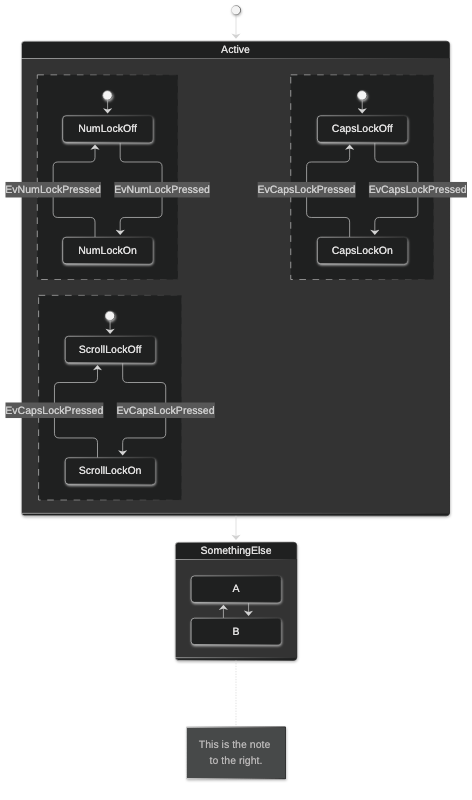 Active
NumLockOff
CapsLockOff
EvNumLockPressed
EvNumLockPressed
EvCapsLockPressed
EvCapsLockPressed
NumLockOn
CapsLockOn
ScrollLockOff
EvCapsLockPressed
EvCapsLockPressed
ScrollLockOn
SomethingElse
A
B
This is the note
to the right.